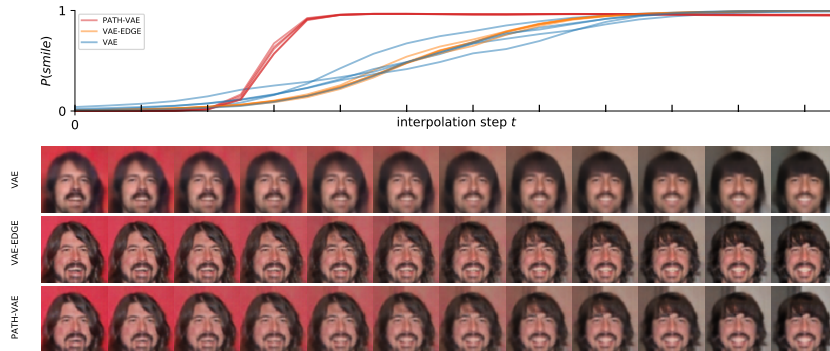 1
PATH-VAE
VAE-EDGE
VAE
P(smile)
0
0
interpolation step t
VAE
VAE-EDGE
PATH-VAE